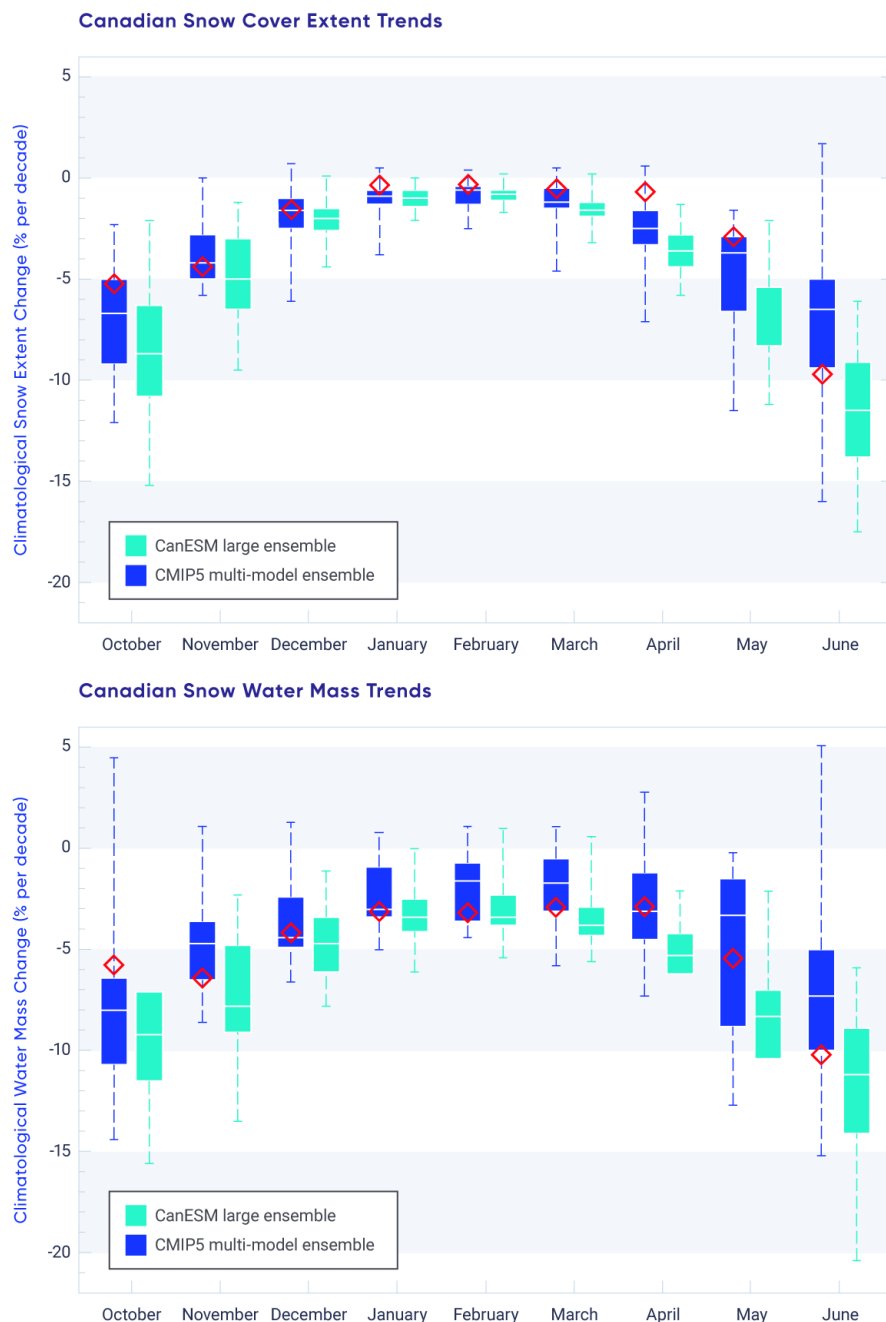 Canadian Snow Cover Extent Trends
Climatological Snow Extent Change (% per decade)
5
0
-5
-10
-15
-20
CanESM large ensemble
CMIP5 multi-model ensemble
October November December January February March April May June
Canadian Snow Water Mass Trends
Climatological Water Mass Change (% per decade)
5
0
-5
-10
-15
-20
CanESM large ensemble
CMIP5 multi-model ensemble
October November December January February March April May June